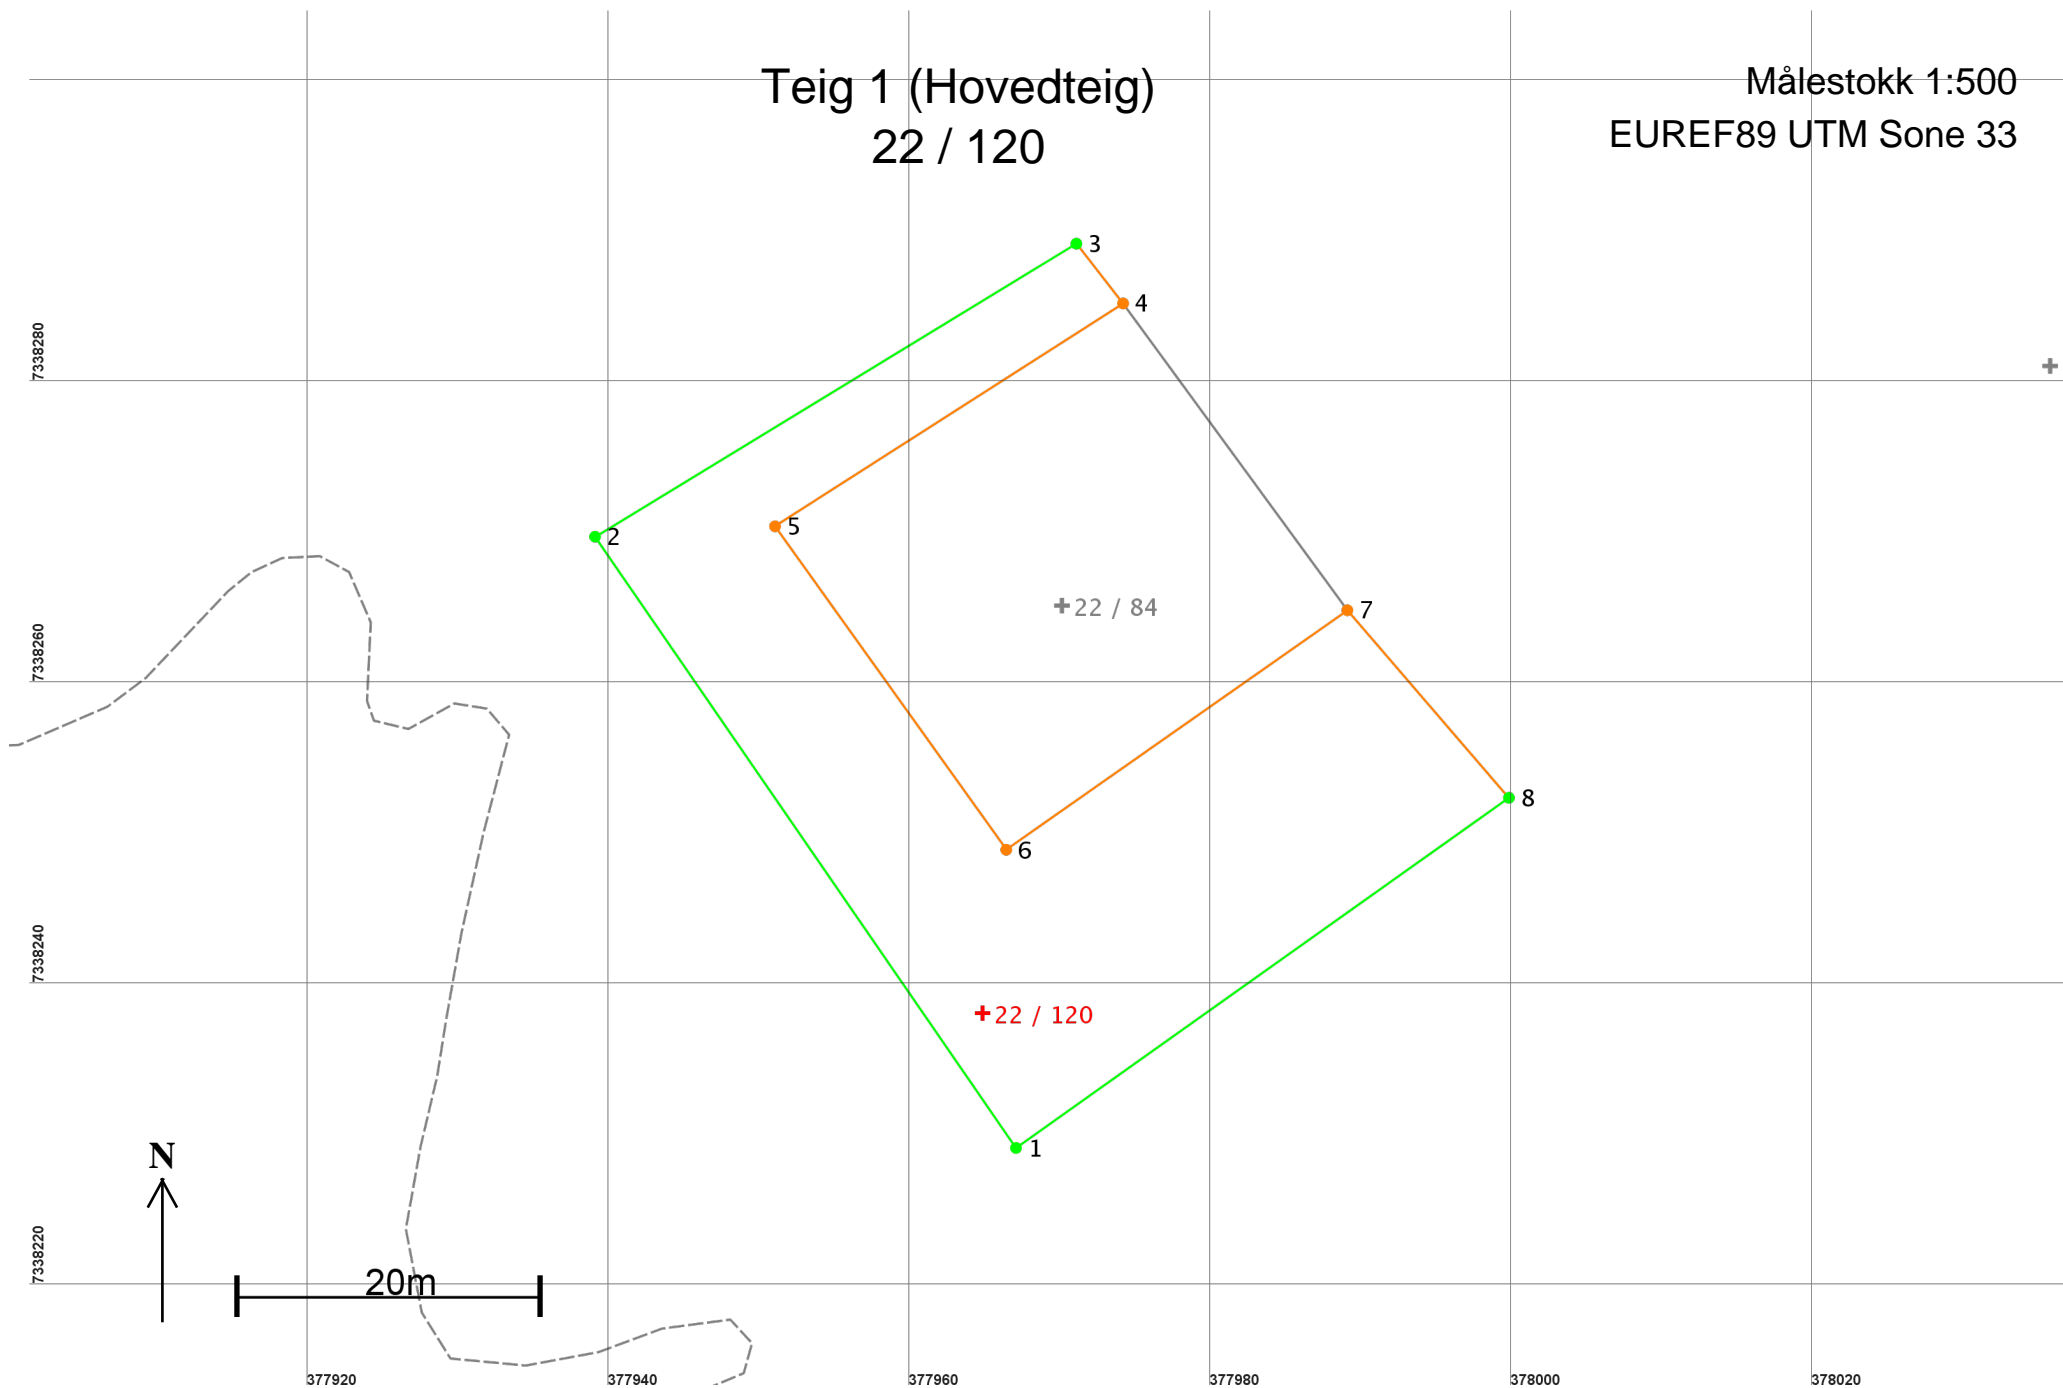 Teig 1 (Hovedteig)
22 / 120
Målestokk 1:500
EUREF89 UTM Sone 33
3
4
7338280
2
5
22 / 84
7
7338260
8
6
7338240
22 / 120
1
N
7338220
20m
377920
377940
377960
377980
378000
378020